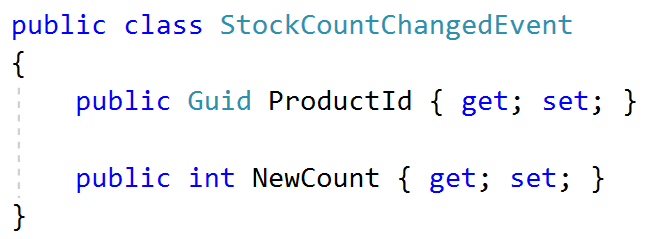 public class StockCountChangedEvent
{
public Guid ProductId { get; set; }
public int NewCount { get; set; }
}